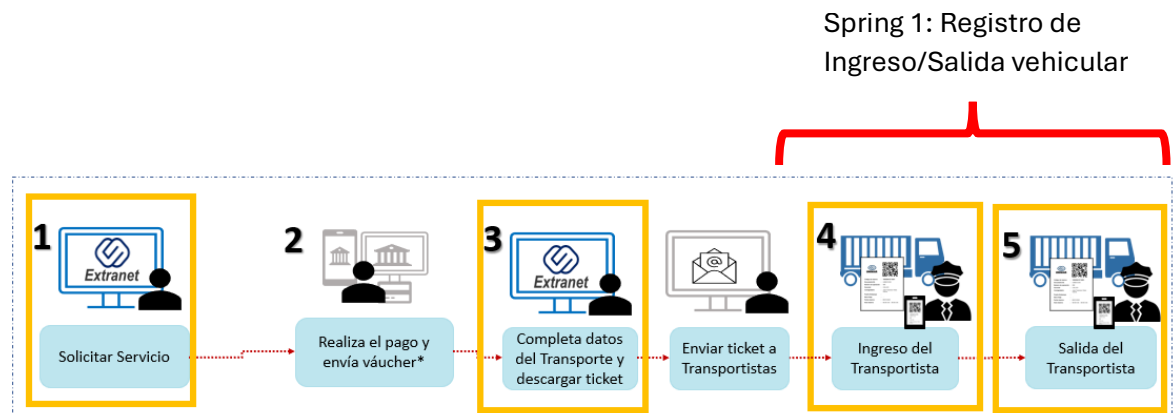 Spring 1: Registro de
Ingreso/Salida vehicular
1
Extranet
Solicitar Servicio
2
Realiza el pago y
envía váucher*
3
Extranet
Completa datos
del Transporte y
descargar ticket
@
Enviar ticket a
Transportistas
4
Ingreso del
Transportista
5
Salida del
Transportista